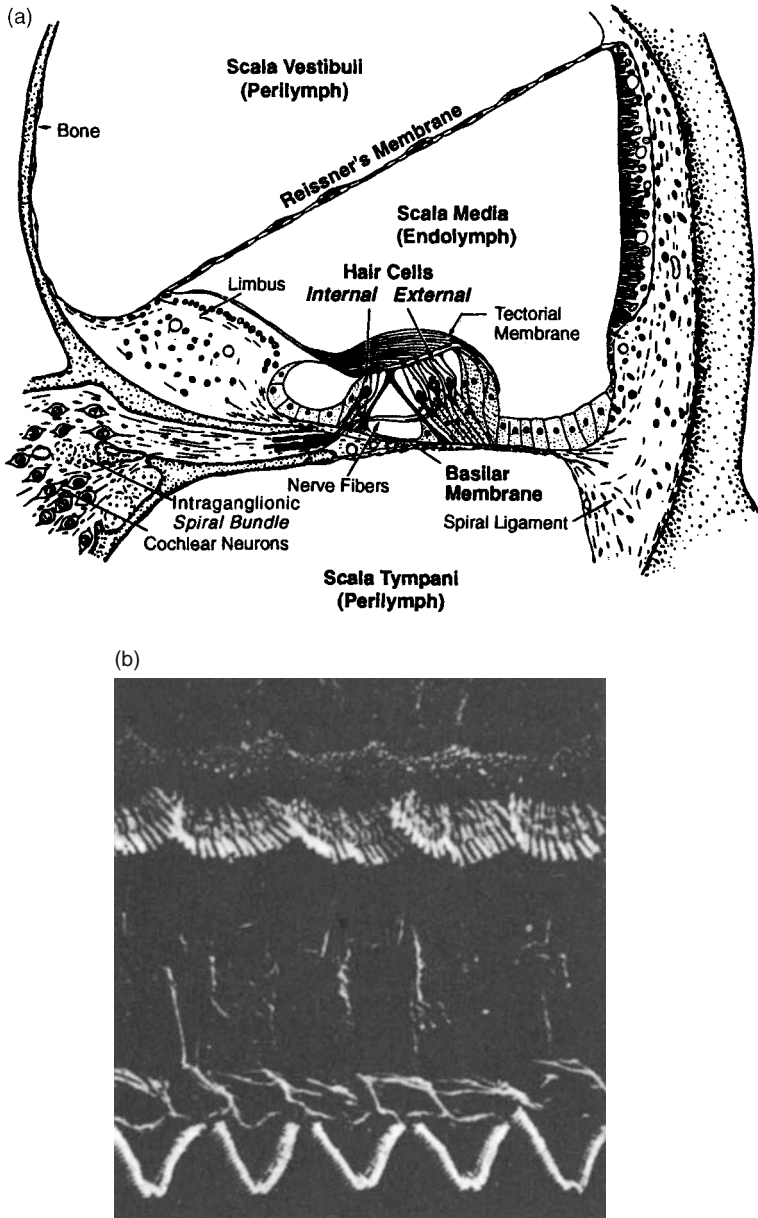 (a)
Scala Vestibuli
(Perilymph)
Bone
Reissner's Membrane
Scala Media
(Endolymph)
Hair Cells
Internal External
Limbus
Tectorial
Membrane
Nerve Fibers
Basilar
Membrane
Intraganglionic
Spiral Bundle
Cochlear Neurons
Spiral Ligament
Scala Tympani
(Perilymph)
(b)